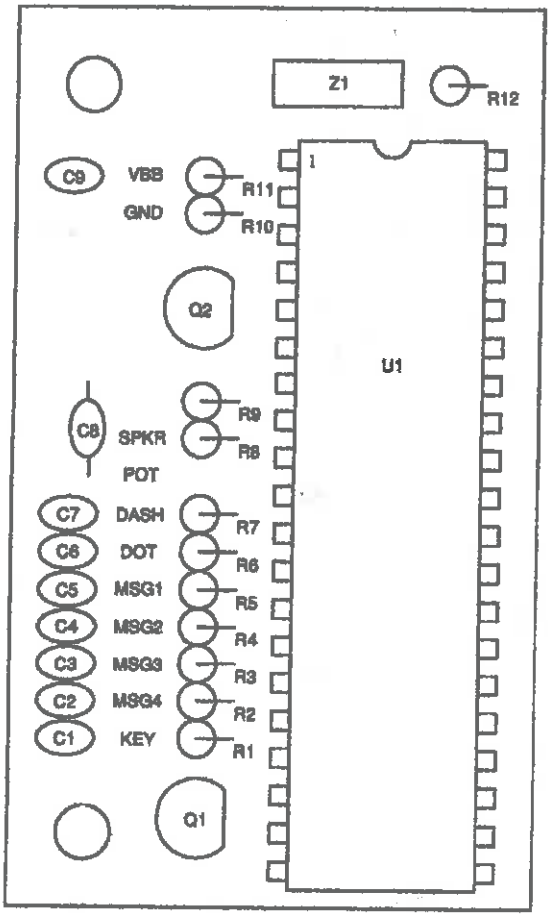 Z1
R12
1
C9 VBB R11
GND R10
Q2
U1
R9
C8 SPKR R8
POT
C7 DASH R7
C6 DOT R6
C5 MSG1 R5
C4 MSG2 R4
C3 MSG3 R3
C2 MSG4 R2
C1 KEY R1
Q1